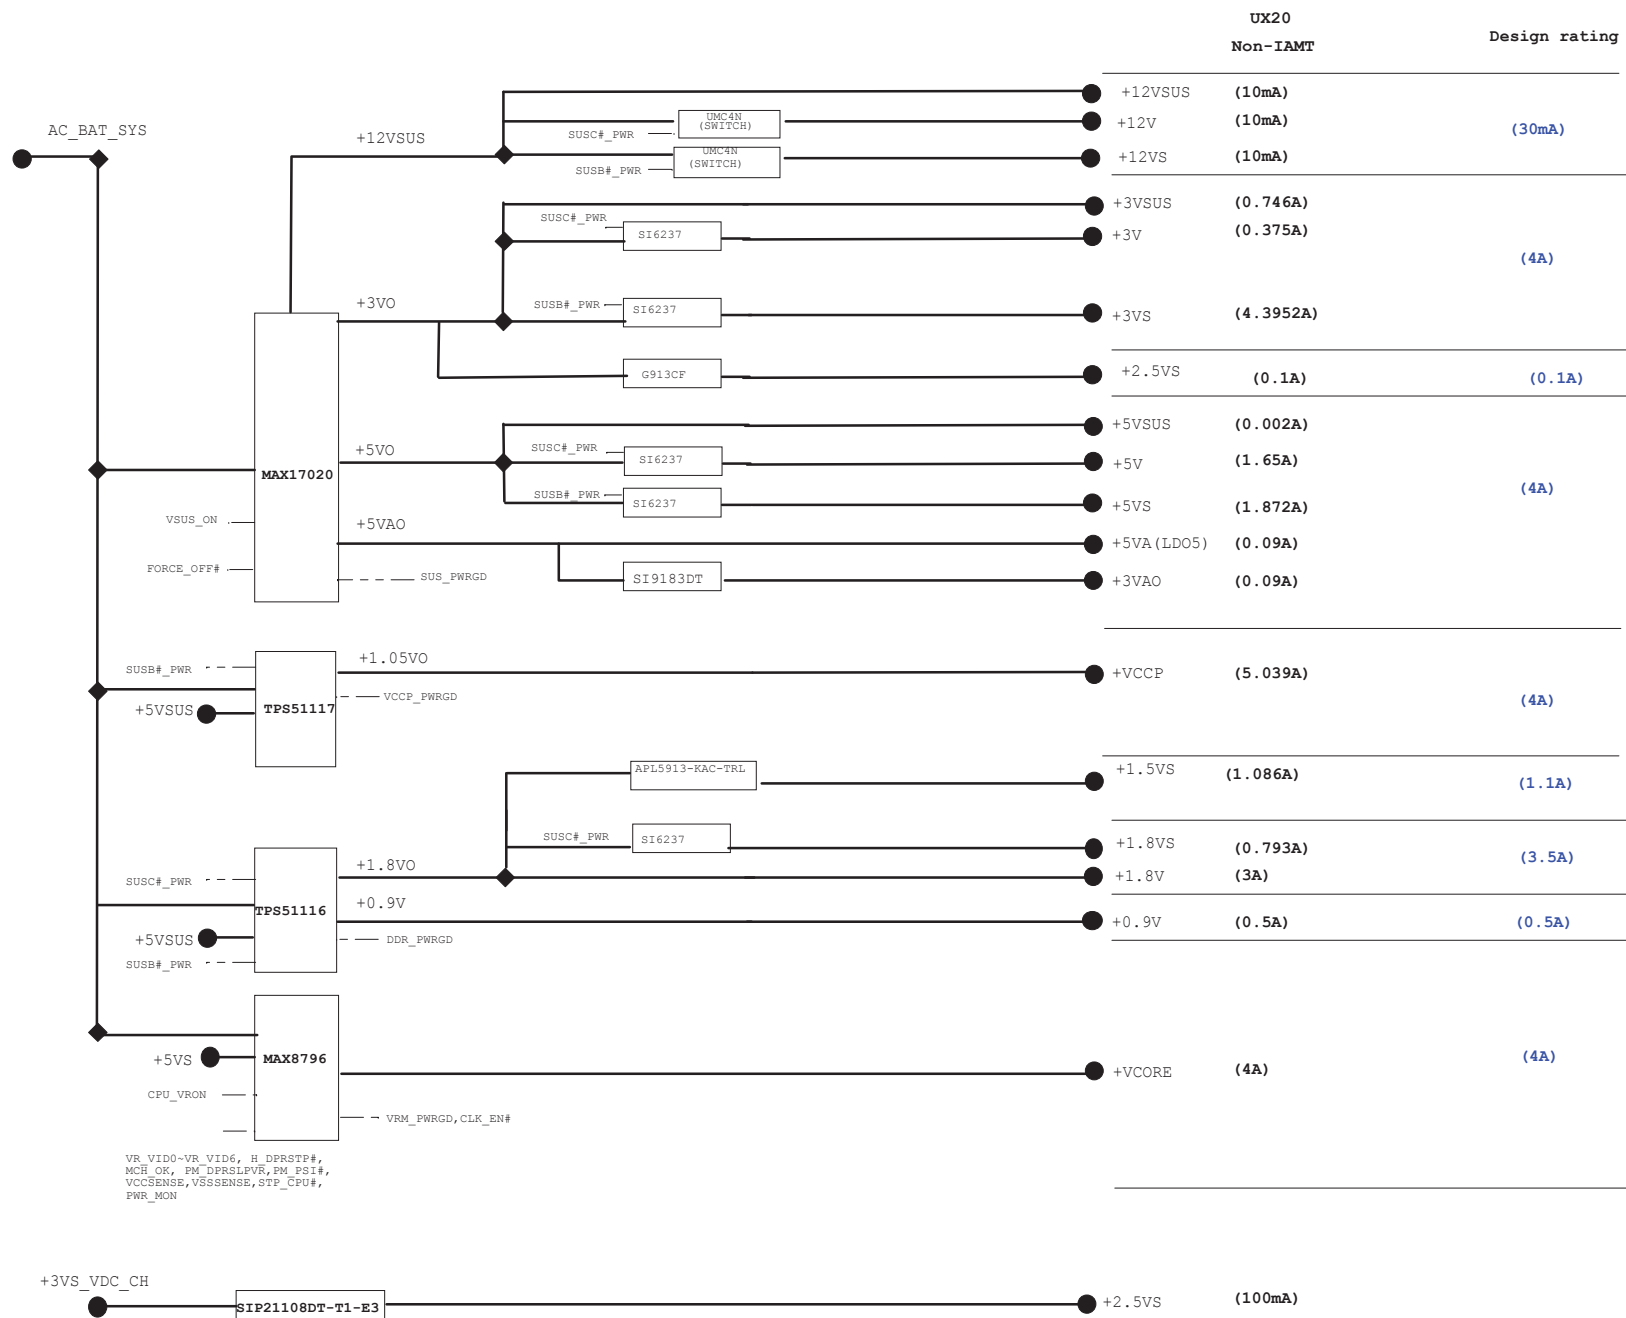 UX20
Non-IAMT
Design rating
AC_BAT_SYS
+12VSUS
+12VSUS (10mA)
SUSC#_PWR
UMC4N
(SWITCH)
+12V (10mA)
(30mA)
SUSB#_PWR
UMC4N
(SWITCH)
+12VS (10mA)
+3VSUS (0.746A)
SUSC#_PWR
SI6237
+3V (0.375A)
(4A)
+3VO
SUSB#_PWR
SI6237
+3VS (4.3952A)
G913CF
+2.5VS (0.1A) (0.1A)
+5VSUS (0.002A)
+5VO
SUSC#_PWR
SI6237
+5V (1.65A)
MAX17020
(4A)
SUSB#_PWR
SI6237
+5VS (1.872A)
VSUS_ON
+5VAO
+5VA(LDO5) (0.09A)
FORCE_OFF#
SUS_PWRGD
SI9183DT
+3VAO (0.09A)
SUSB#_PWR
+1.05VO
+VCCP (5.039A)
VCCP_PWRGD
(4A)
+5VSUS
TPS51117
APL5913-KAC-TRL
+1.5VS (1.086A)
(1.1A)
SUSC#_PWR
SI6237
+1.8VS (0.793A)
(3.5A)
+1.8VO
+1.8V (3A)
SUSC#_PWR
TPS51116
+0.9V
+0.9V (0.5A) (0.5A)
+5VSUS
DDR_PWRGD
SUSB#_PWR
+5VS
MAX8796
(4A)
+VCORE (4A)
CPU_VRON
VRM_PWRGD,CLK_EN#
VR_VID0~VR_VID6, H_DPRSTP#,
MCH_OK, PM_DPRSLPVR,PM_PSI#,
VCCSENSE,VSSSENSE,STP_CPU#,
PWR_MON
+3VS_VDC_CH
SIP21108DT-T1-E3
+2.5VS (100mA)